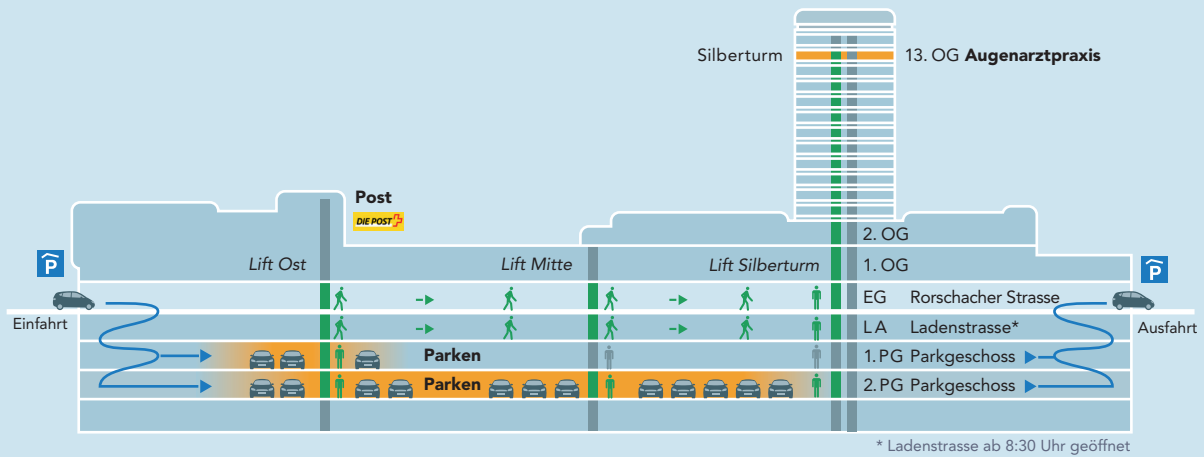 Silberturm
13. OG Augenarztpraxis
Post
DIE POST
2. OG
P
Lift Ost
Lift Mitte
Lift Silberturm
1. OG
P
EG Rorschacher Strasse
Einfahrt
LA Ladenstrasse*
Ausfahrt
Parken
1. PG Parkgeschoss
Parken
2. PG Parkgeschoss
* Ladenstrasse ab 8:30 Uhr geöffnet